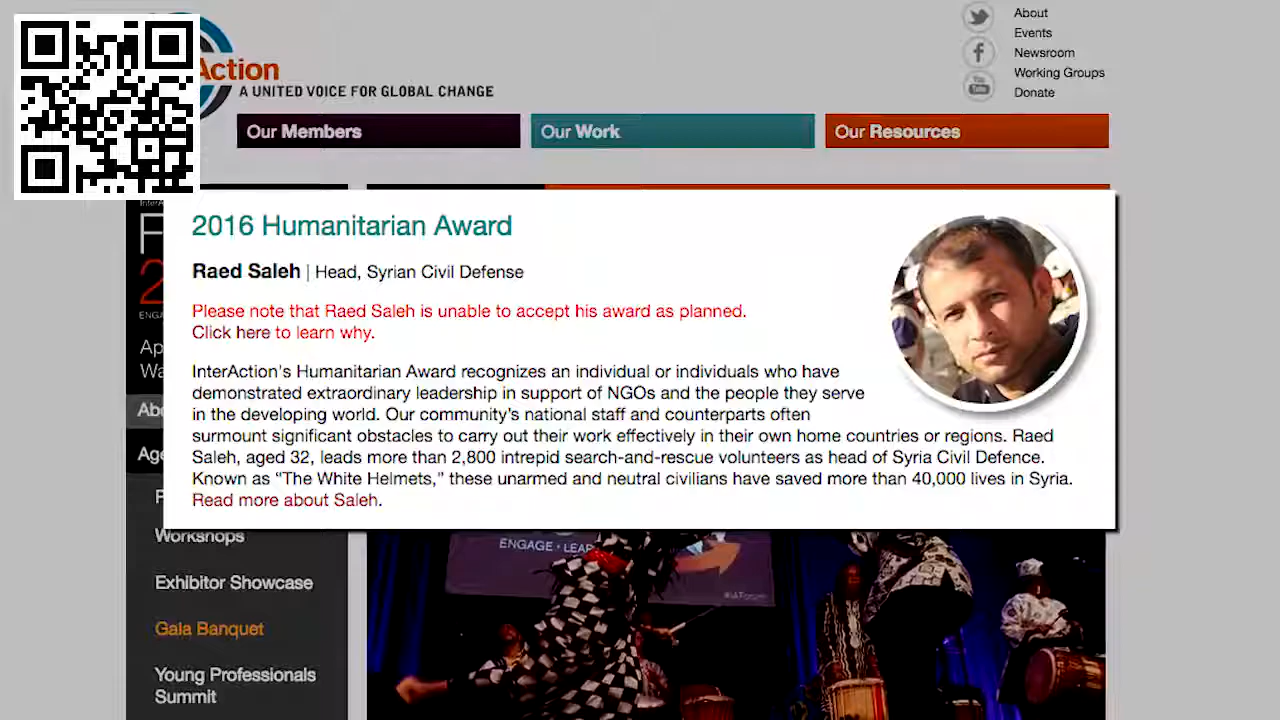 Action
A UNITED VOICE FOR GLOBAL CHANGE
About
Events
Newsroom
Working Groups
Donate
You
Tube
Our Members
Our Work
Our Resources
2016 Humanitarian Award
Raed Saleh | Head, Syrian Civil Defense
Please note that Raed Saleh is unable to accept his award as planned.
Click here to learn why.
InterAction's Humanitarian Award recognizes an individual or individuals who have
demonstrated extraordinary leadership in support of NGOs and the people they serve
in the developing world. Our community's national staff and counterparts often
surmount significant obstacles to carry out their work effectively in their own home countries or regions. Raed
Saleh, aged 32, leads more than 2,800 intrepid search-and-rescue volunteers as head of Syria Civil Defence.
Known as “The White Helmets,” these unarmed and neutral civilians have saved more than 40,000 lives in Syria.
Read more about Saleh.
Workshops
Exhibitor Showcase
Gala Banquet
Young Professionals
Summit
ENGAGE • LEAR
#IAForum